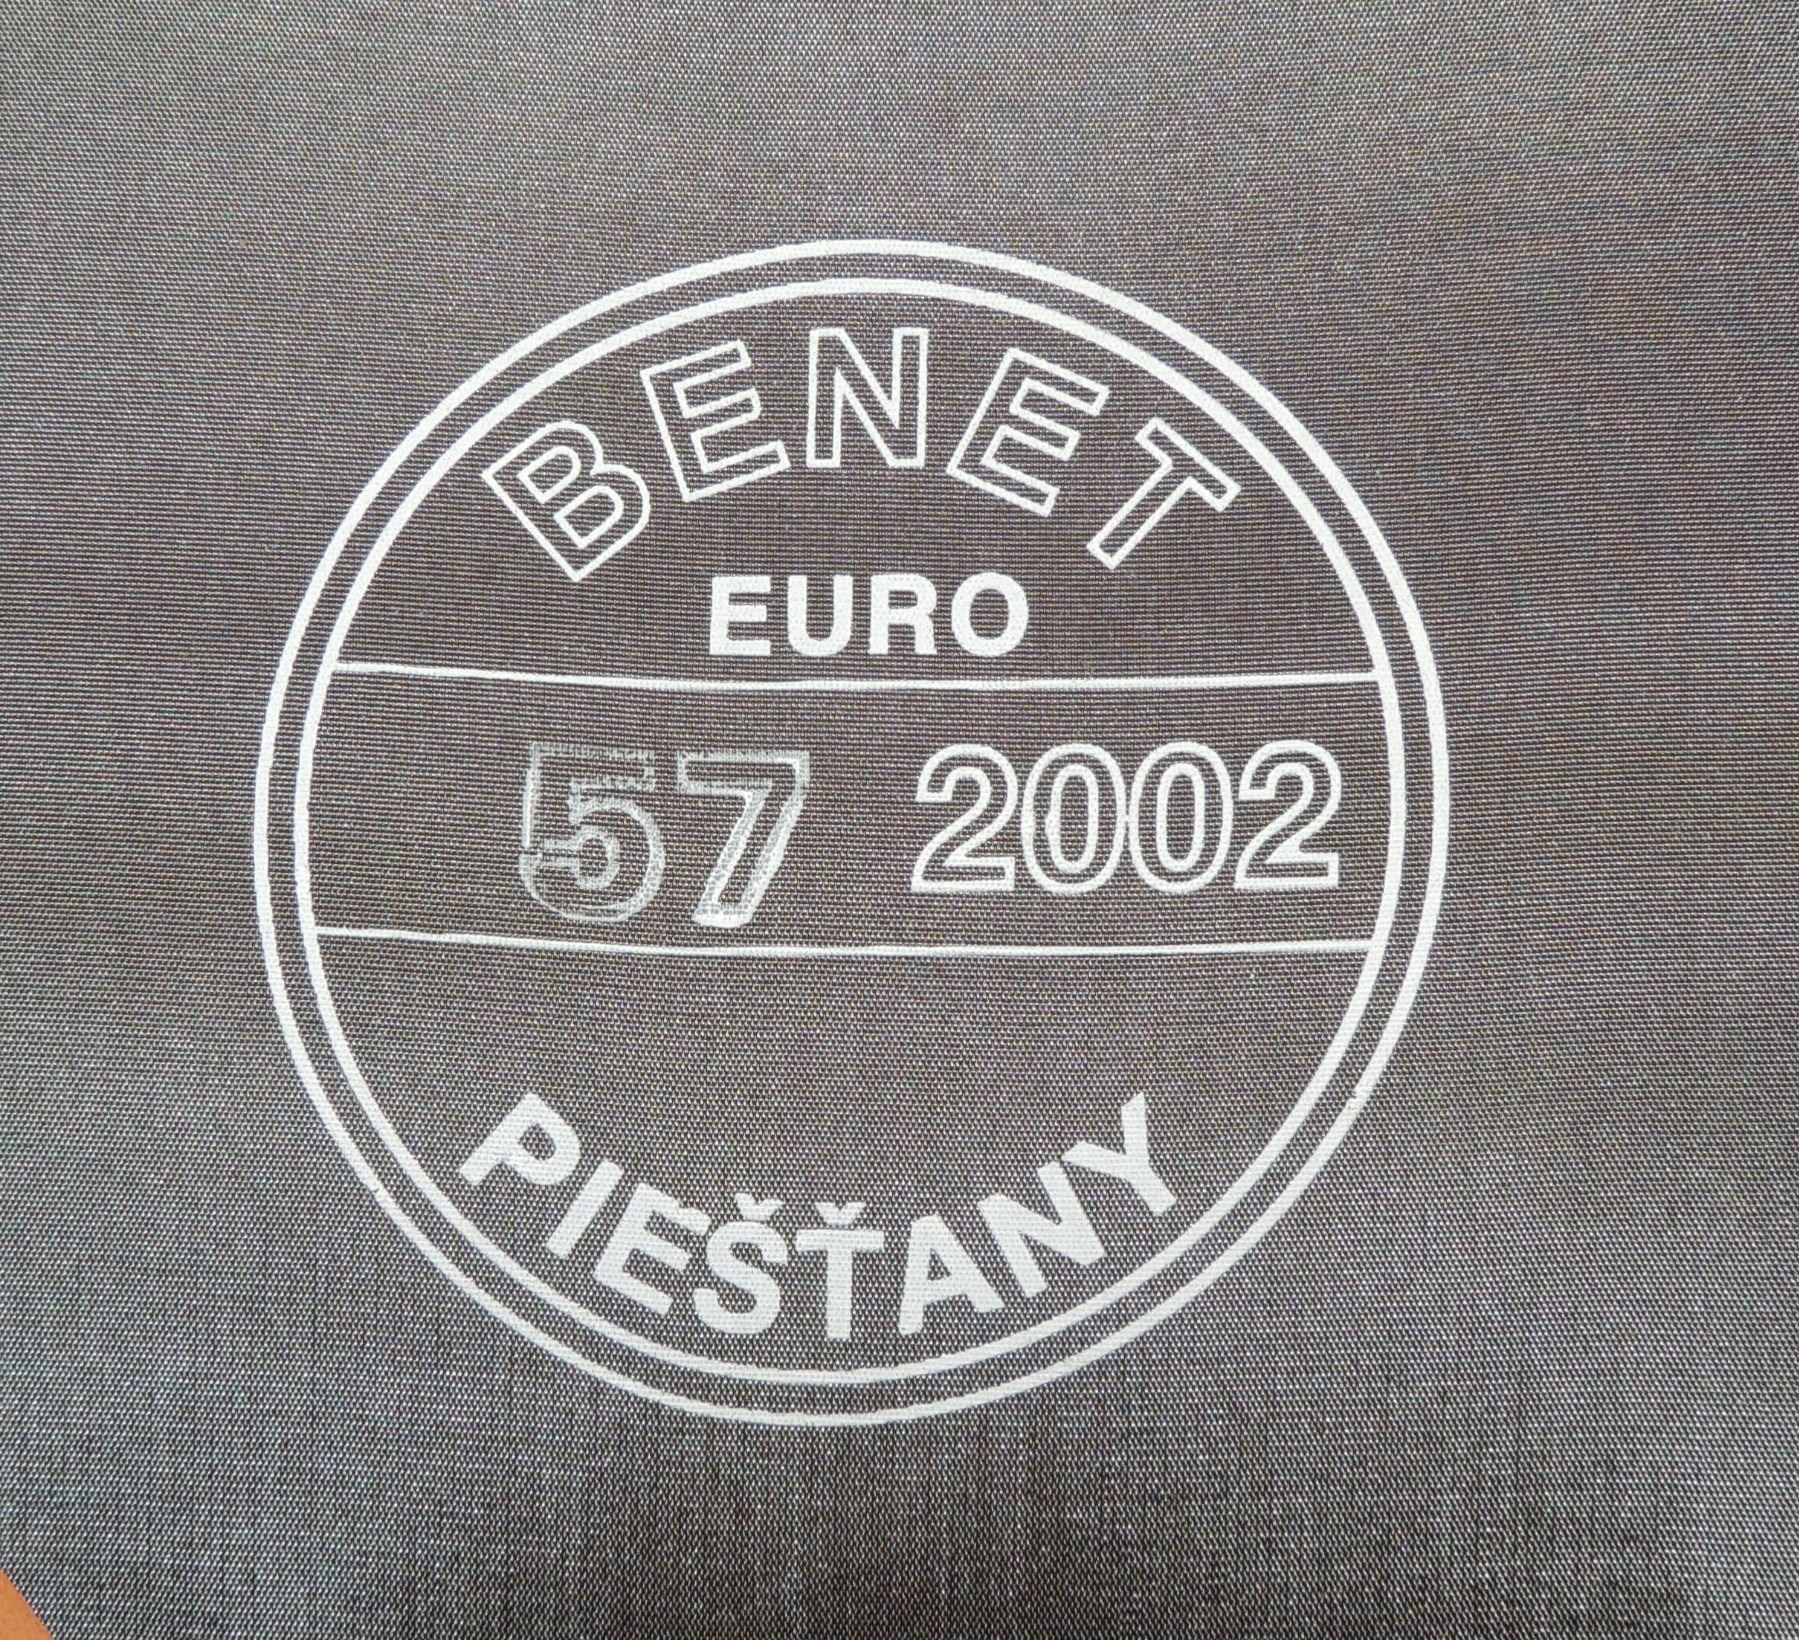 BENET
EURO
57 2002
PIEŠŤANY